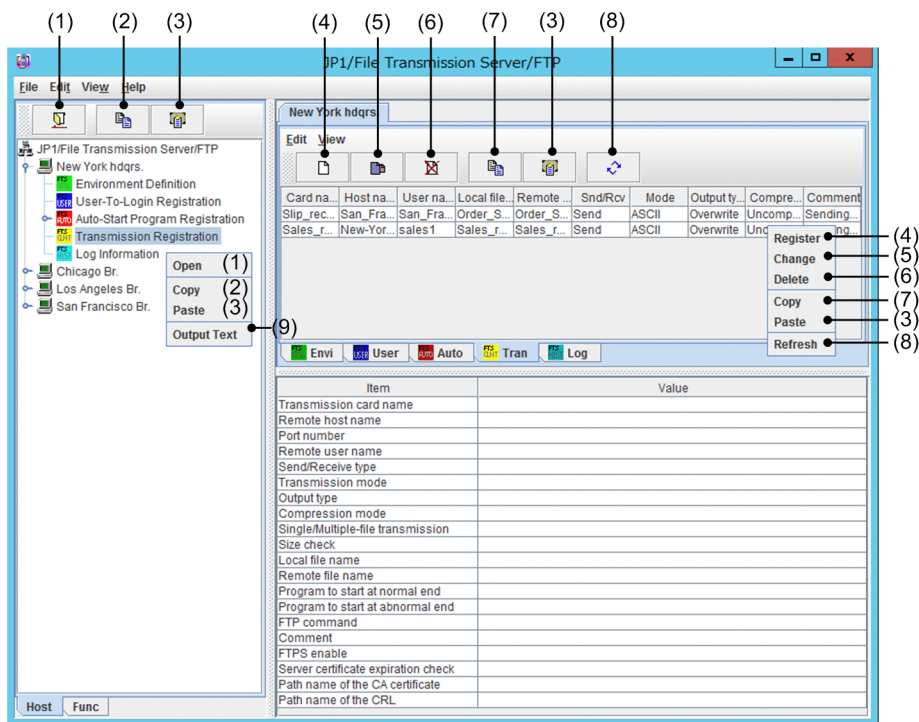 (1) (2) (3) (4) (5) (6) (7) (3) (8)
JP1/File Transmission Server/FTP
File Edit View Help
New York hdqrs.
Edit View
JP1/File Transmission Server/FTP
New York hdqrs.
Environment Definition
User-To-Login Registration
Auto-Start Program Registration
Transmission Registration
Log Information
Chicago Br.
Los Angeles Br.
San Francisco Br.
Open (1)
Copy (2)
Paste (3)
Output Text (9)
Card na... Host na... User na... Local file... Remote ... Snd/Rcv Mode Output ty... Compre... Comment
Slip_rec... San_Fra... San_Fra... Order_S... Order_S... Send ASCII Overwrite Uncomp... Sending...
Sales_r... New-Yor... sales1 Sales_r... Sales_r... Send ASCII Overwrite
Register (4)
Change (5)
Delete (6)
Copy (7)
Paste (3)
Refresh (8)
Envi User Auto Tran Log
Item Value
Transmission card name
Remote host name
Port number
Remote user name
Send/Receive type
Transmission mode
Output type
Compression mode
Single/Multiple-file transmission
Size check
Local file name
Remote file name
Program to start at normal end
Program to start at abnormal end
FTP command
Comment
FTPS enable
Server certificate expiration check
Path name of the CA certificate
Path name of the CRL
Host Func